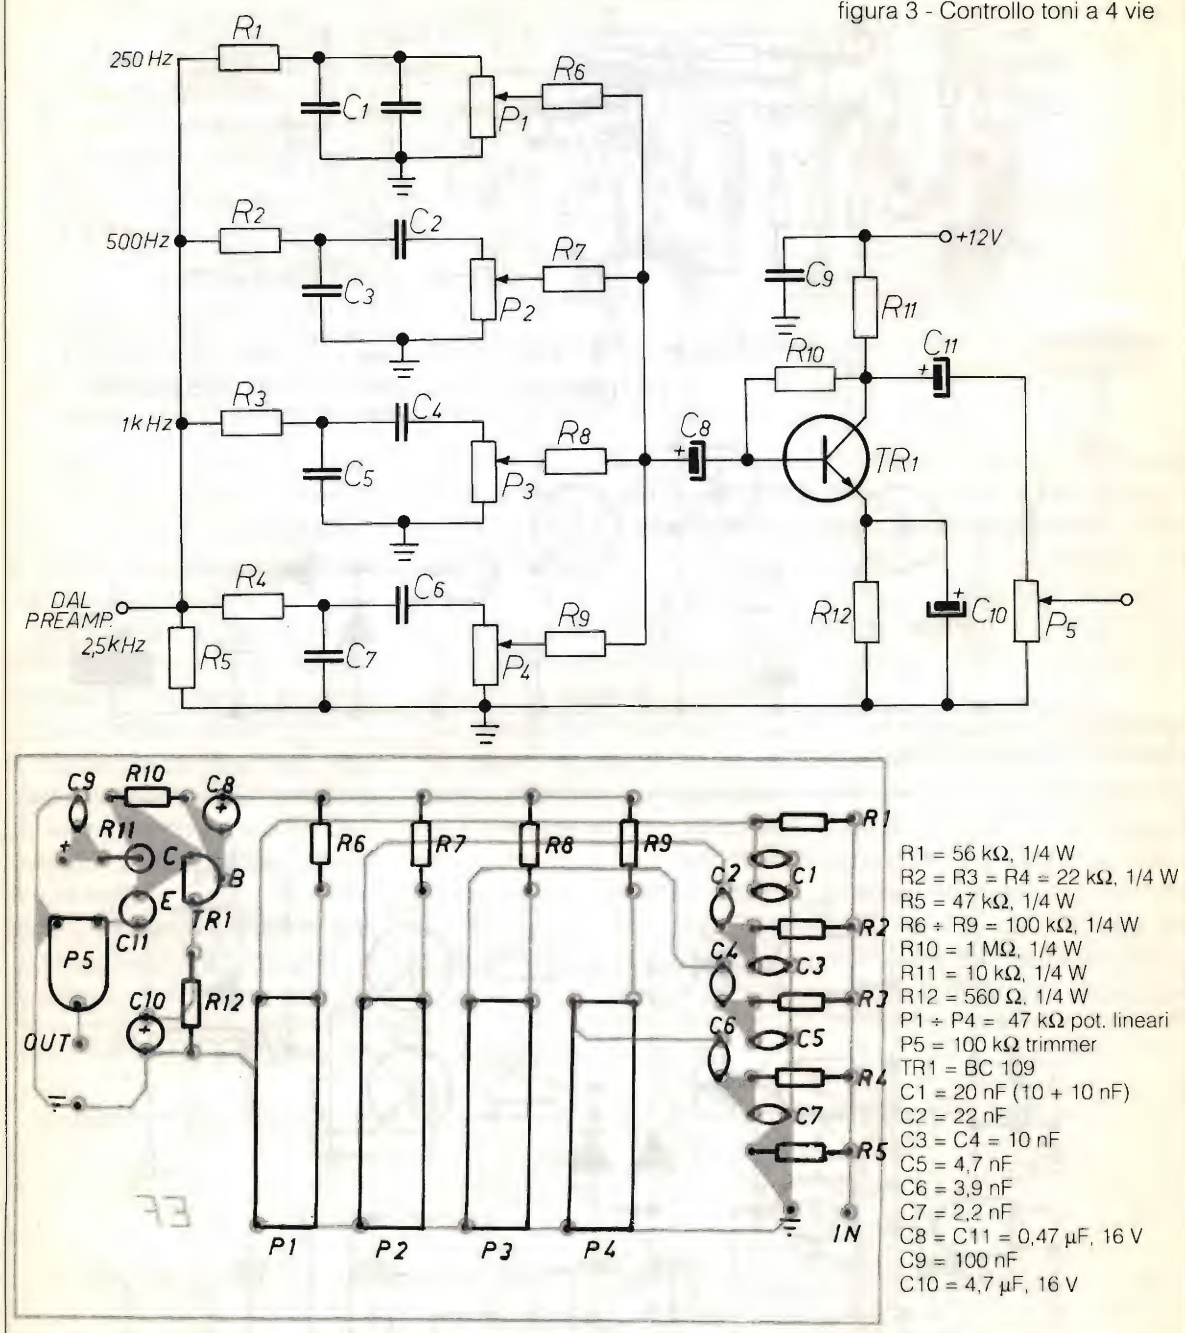 figura 3 - Controllo toni a 4 vie
R1
250 Hz
C1
P1
R6
R2
500Hz
C2
C3
P2
R7
+12V
C9
R11
R10
C11
R3
1kHz
C4
C5
P3
R8
C8
TR1
R4
DAL
PREAMP.
2,5kHz
R5
C6
C7
P4
R9
R12
C10
P5
C9
R10
C8
R11
C
B
E
TR1
C11
P5
C10
R12
OUT
R6
R7
R8
R9
R1
C1
C2
R2
C3
C4
R3
C5
C6
R4
C7
R5
IN
P1
P2
P3
P4
R1 = 56 kΩ, 1/4 W
R2 = R3 = R4 = 22 kΩ, 1/4 W
R5 = 47 kΩ, 1/4 W
R6 ÷ R9 = 100 kΩ, 1/4 W
R10 = 1 MΩ, 1/4 W
R11 = 10 kΩ, 1/4 W
R12 = 560 Ω, 1/4 W
P1 ÷ P4 = 47 kΩ pot. lineari
P5 = 100 kΩ trimmer
TR1 = BC 109
C1 = 20 nF (10 + 10 nF)
C2 = 22 nF
C3 = C4 = 10 nF
C5 = 4,7 nF
C6 = 3,9 nF
C7 = 2,2 nF
C8 = C11 = 0,47 µF, 16 V
C9 = 100 nF
C10 = 4,7 µF, 16 V